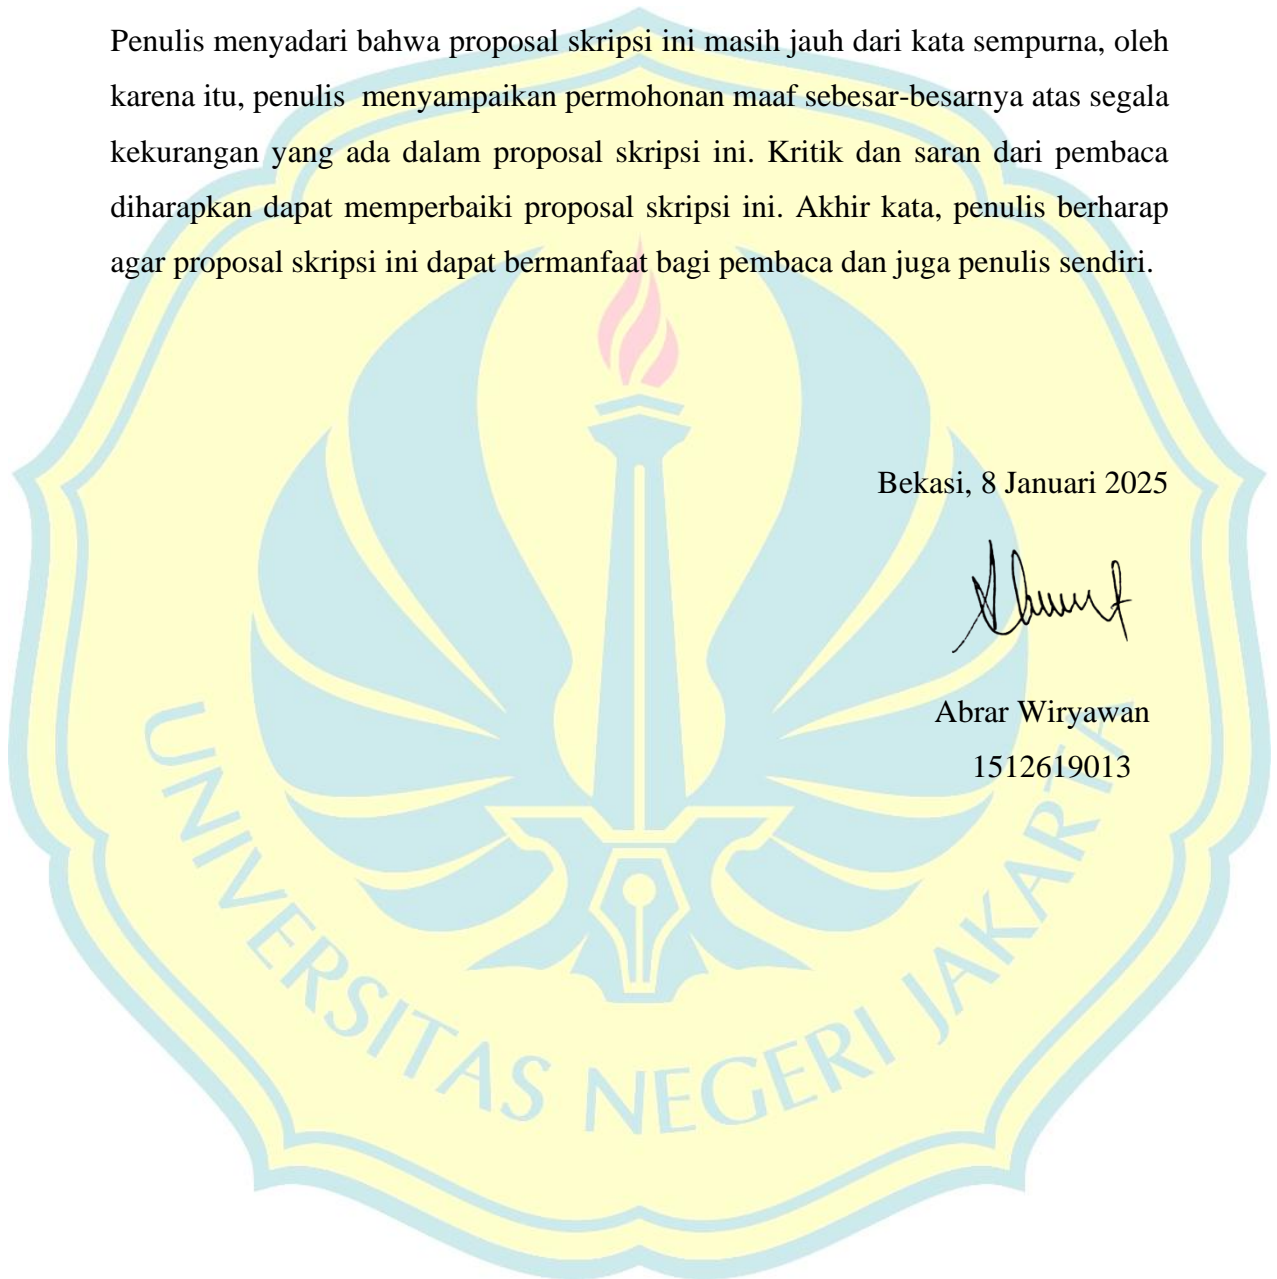 Penulis menyadari bahwa proposal skripsi ini masih jauh dari kata sempurna, oleh
karena itu, penulis  menyampaikan permohonan maaf sebesar-besarnya atas segala
kekurangan yang ada dalam proposal skripsi ini. Kritik dan saran dari pembaca
diharapkan dapat memperbaiki proposal skripsi ini. Akhir kata, penulis berharap
agar proposal skripsi ini dapat bermanfaat bagi pembaca dan juga penulis sendiri.
Bekasi, 8 Januari 2025
Abrar Wiryawan
1512619013
UNIVERSITAS NEGERI JAKARTA